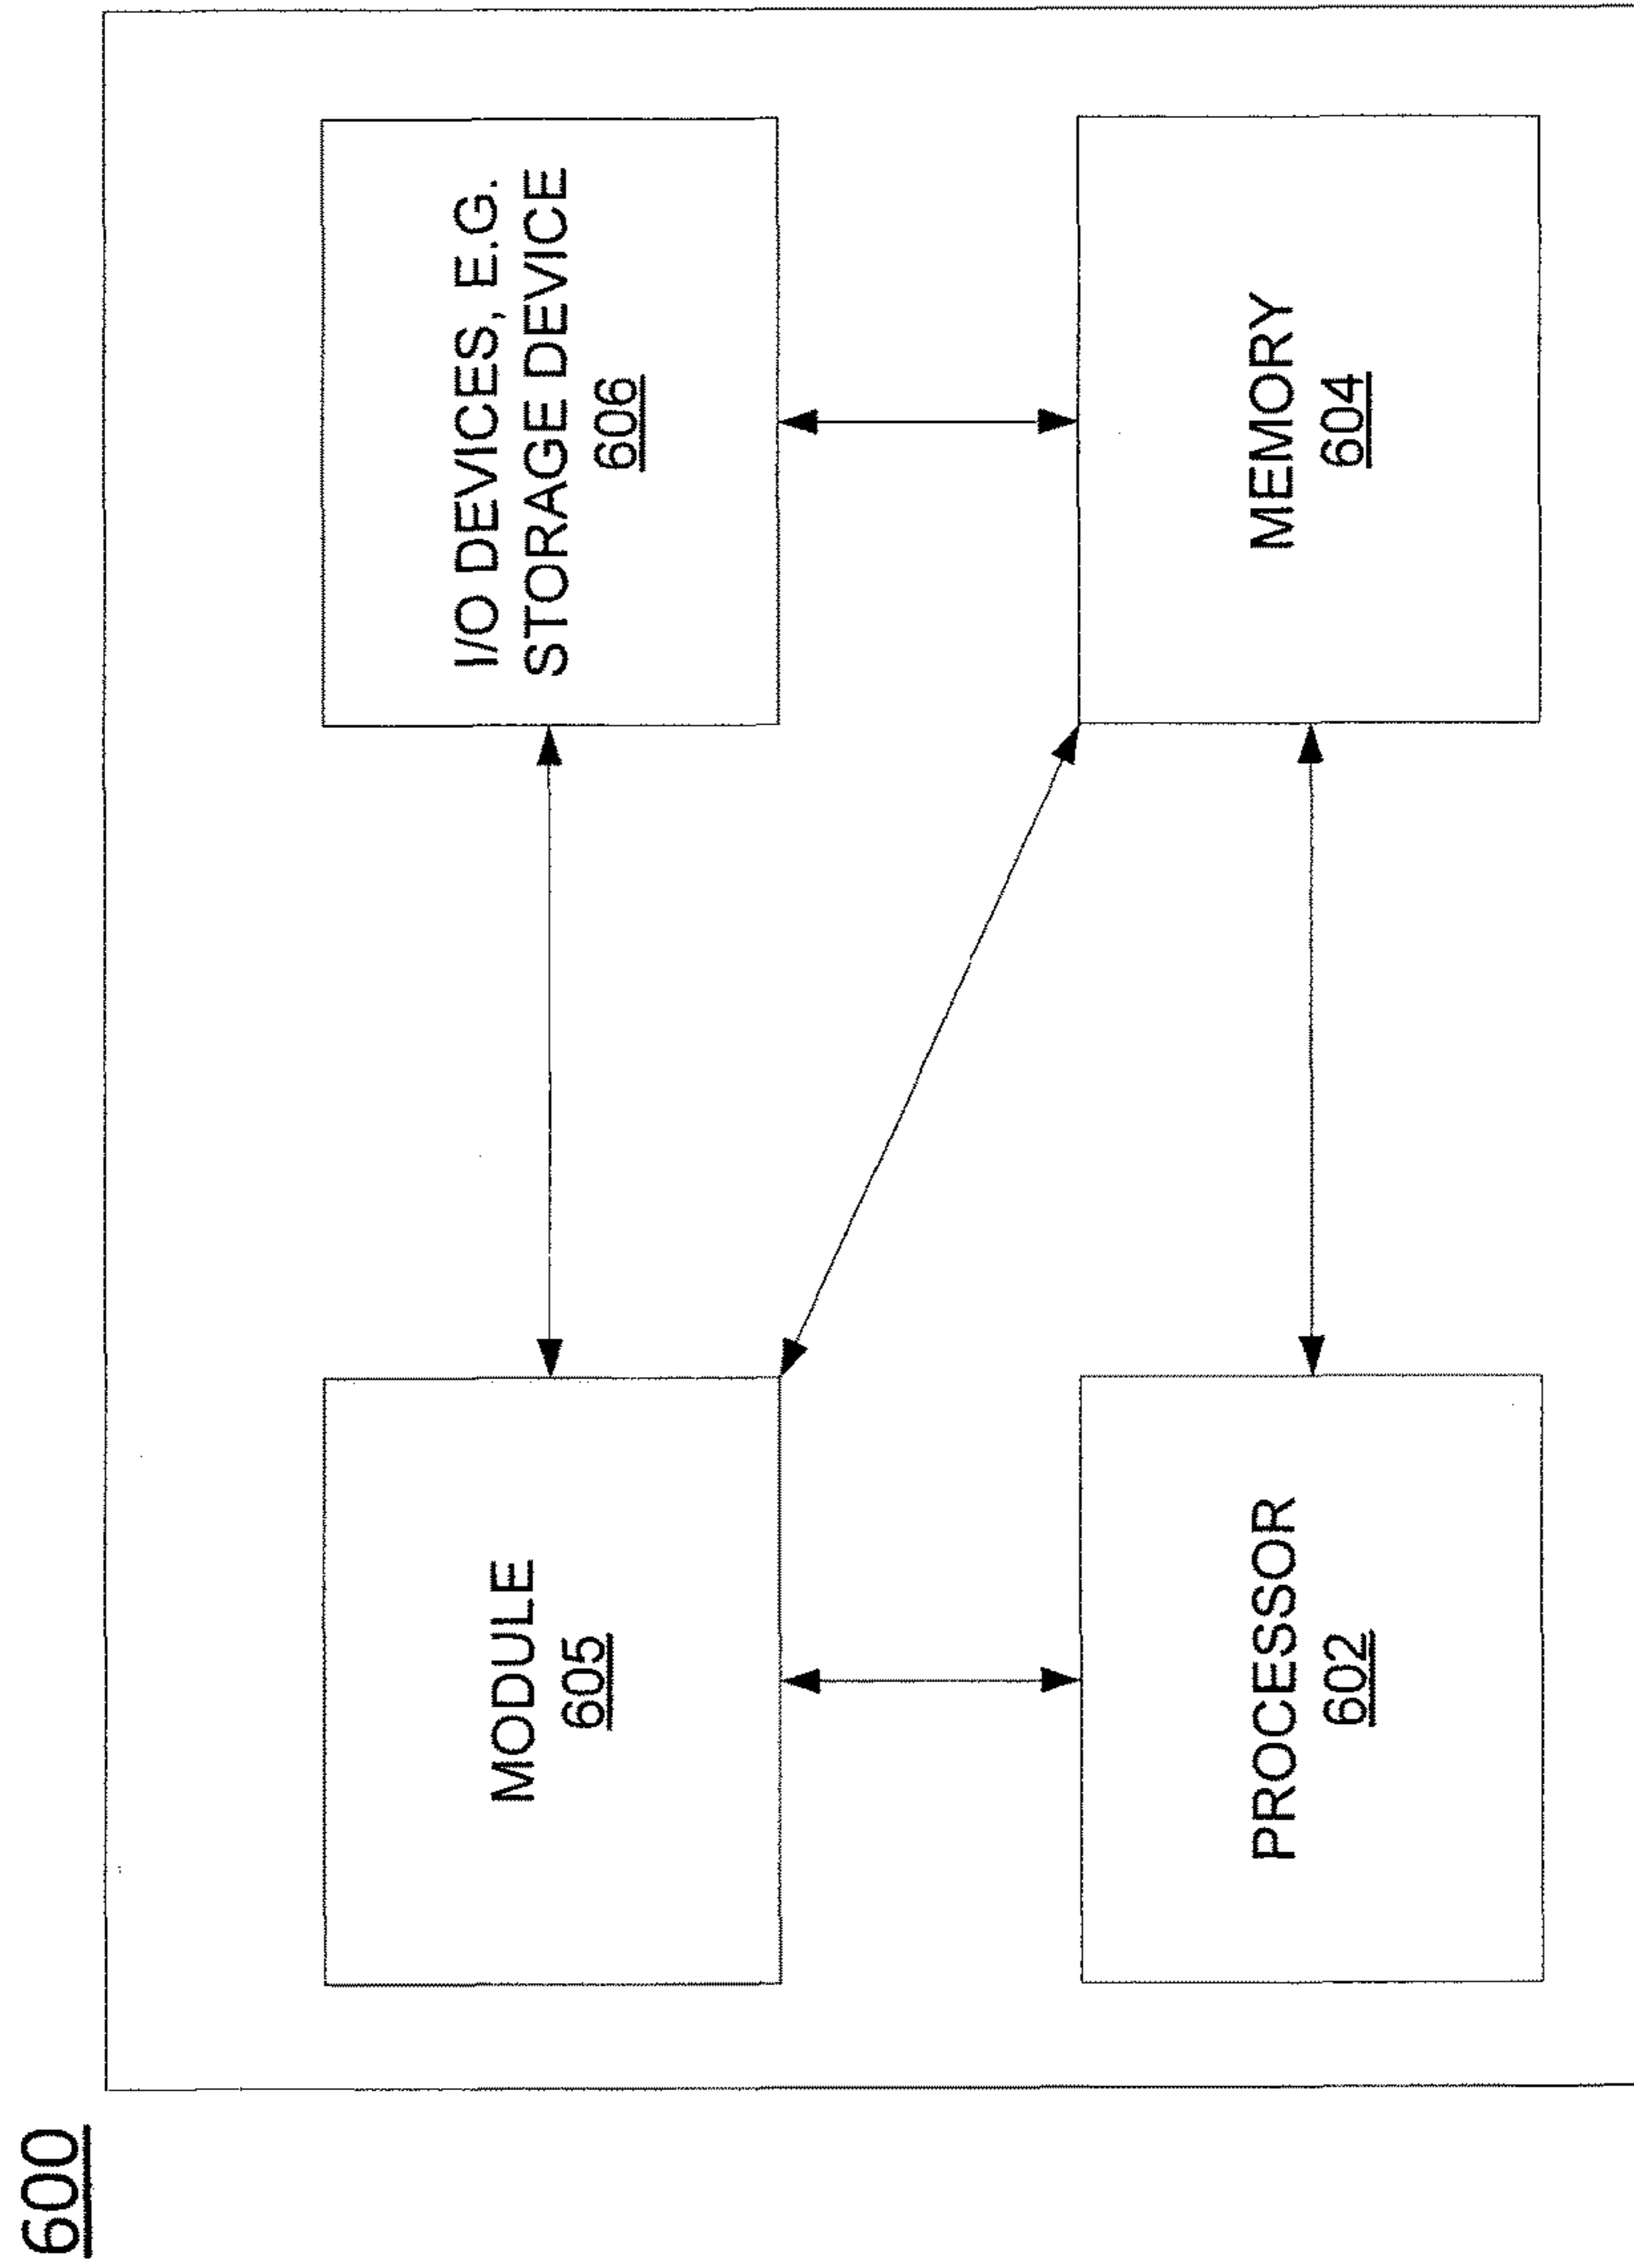 600
MODULE
605
I/O DEVICES, E.G.
STORAGE DEVICE
606
PROCESSOR
602
MEMORY
604